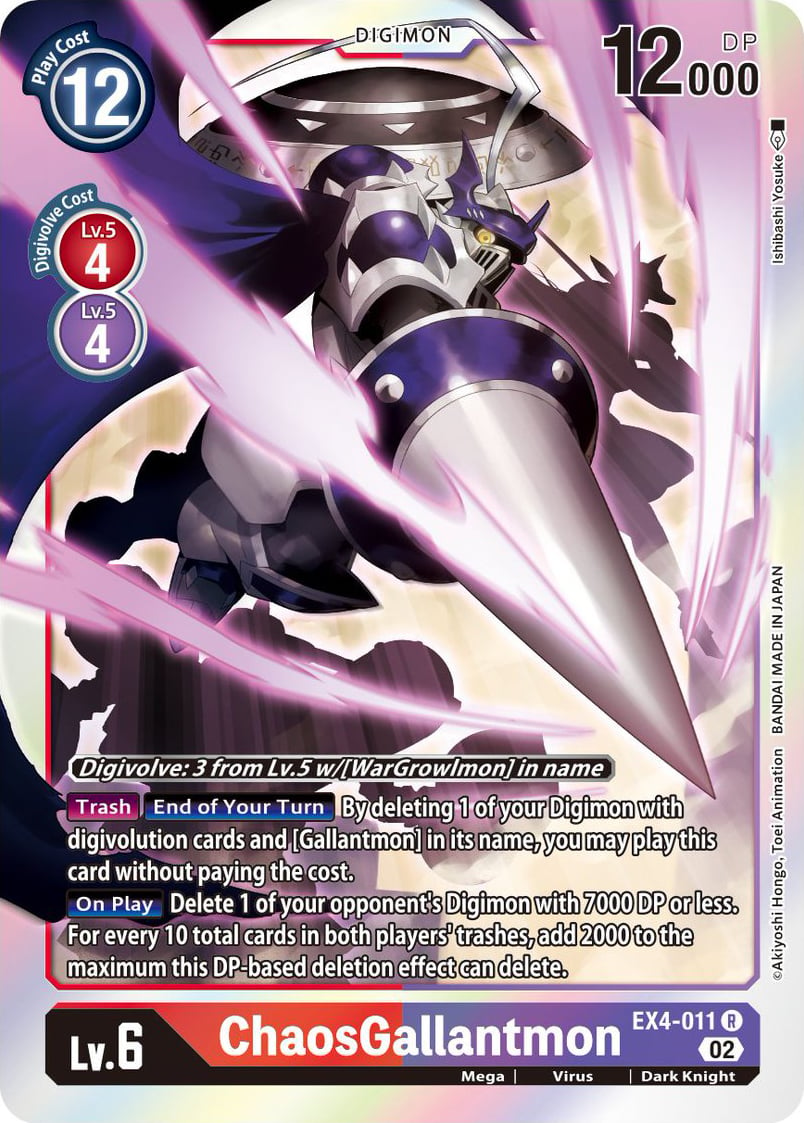 DIGIMON
Play Cost
12
DP
12000
Digivolve Cost
Lv.5
4
Lv.5
4
Ishibashi Yosuke
Digivolve: 3 from Lv.5 w/[WarGrowlmon] in name
Trash End of Your Turn By deleting 1 of your Digimon with
digivolution cards and [Gallantmon] in its name, you may play this
card without paying the cost.
On Play Delete 1 of your opponent's Digimon with 7000 DP or less.
For every 10 total cards in both players' trashes, add 2000 to the
maximum this DP-based deletion effect can delete.
©Akiyoshi Hongo, Toei Animation BANDAI MADE IN JAPAN
Lv.6
ChaosGallantmon
EX4-011 R
02
Mega | Virus | Dark Knight